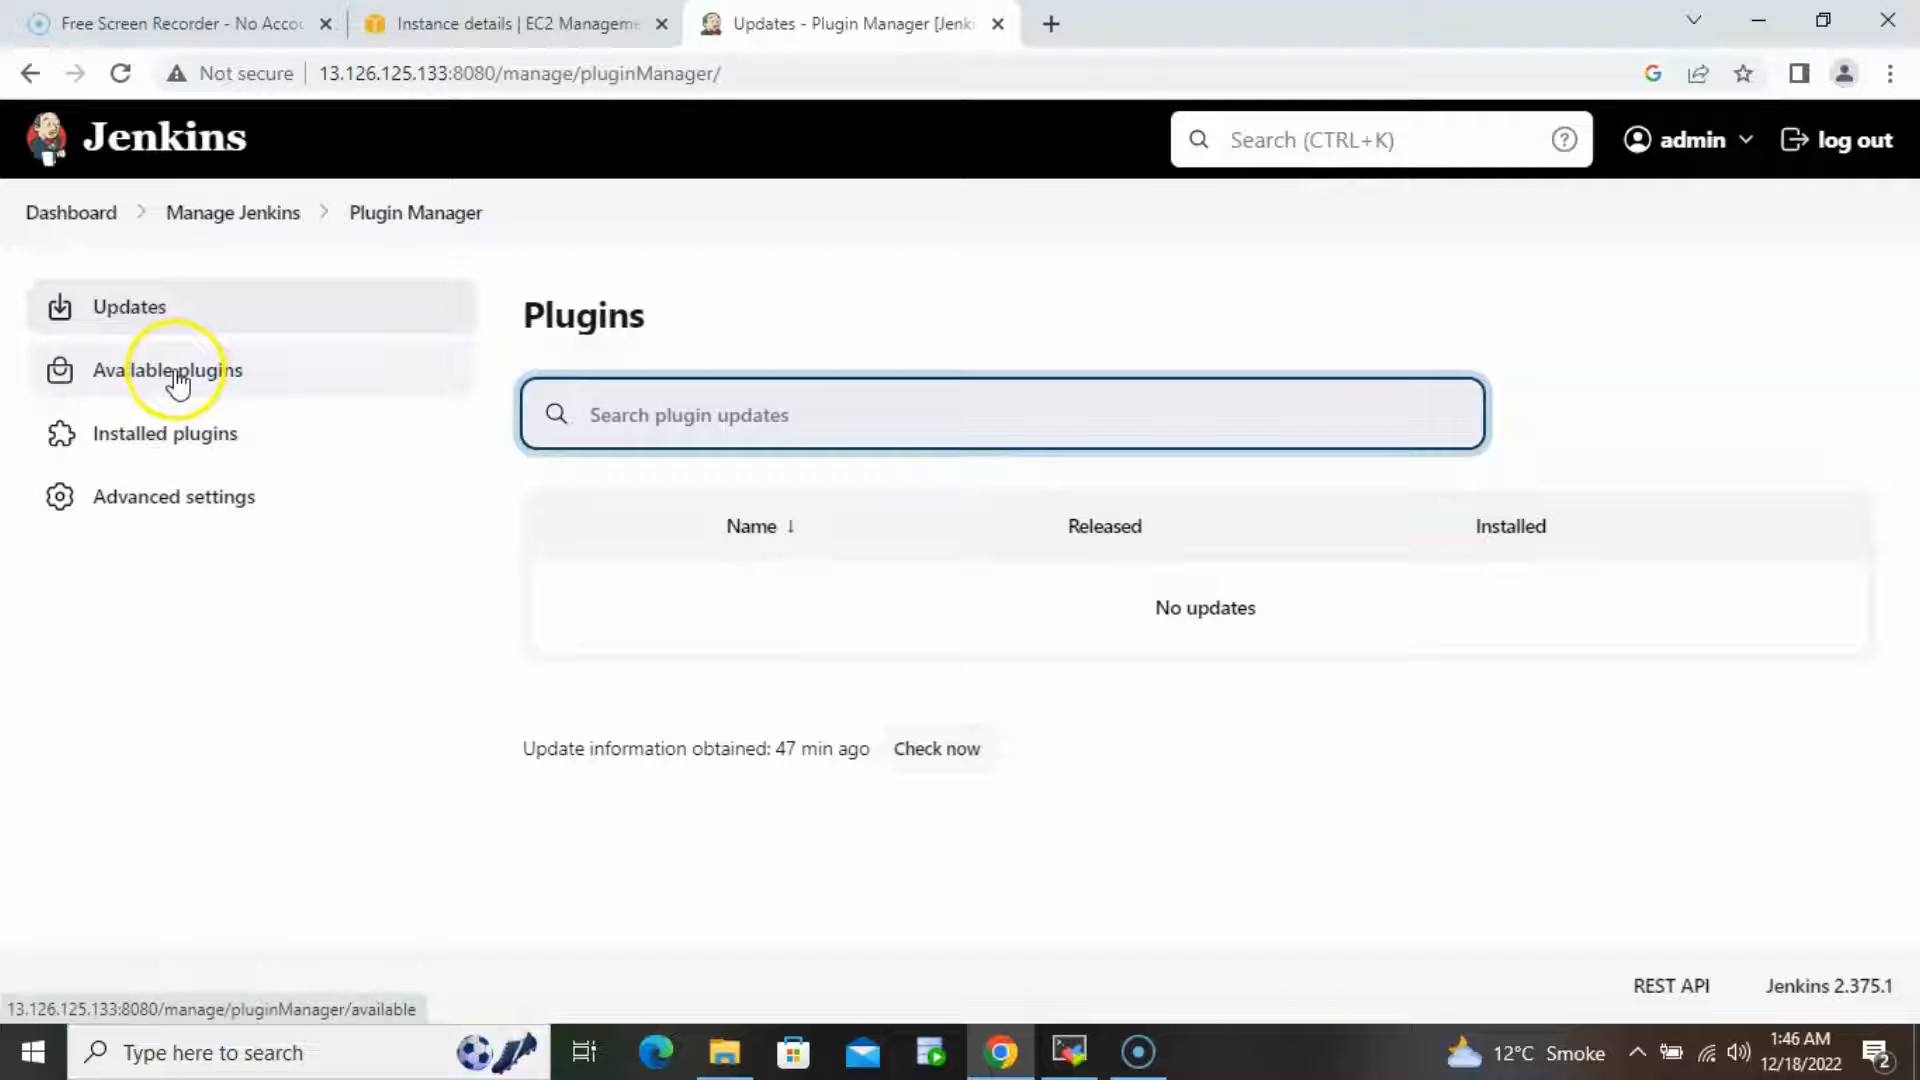 Free Screen Recorder - No Acco
Instance details | EC2 Manageme
Updates - Plugin Manager [Jenk
Not secure
13.126.125.133:8080/manage/pluginManager/
Jenkins
Search (CTRL+K)
admin
log out
Dashboard
Manage Jenkins
Plugin Manager
Updates
Available plugins
Installed plugins
Advanced settings
Plugins
Search plugin updates
Name ↓
Released
Installed
No updates
Update information obtained: 47 min ago
Check now
REST API
Jenkins 2.375.1
13.126.125.133:8080/manage/pluginManager/available
Type here to search
12°C Smoke
1:46 AM
12/18/2022
2